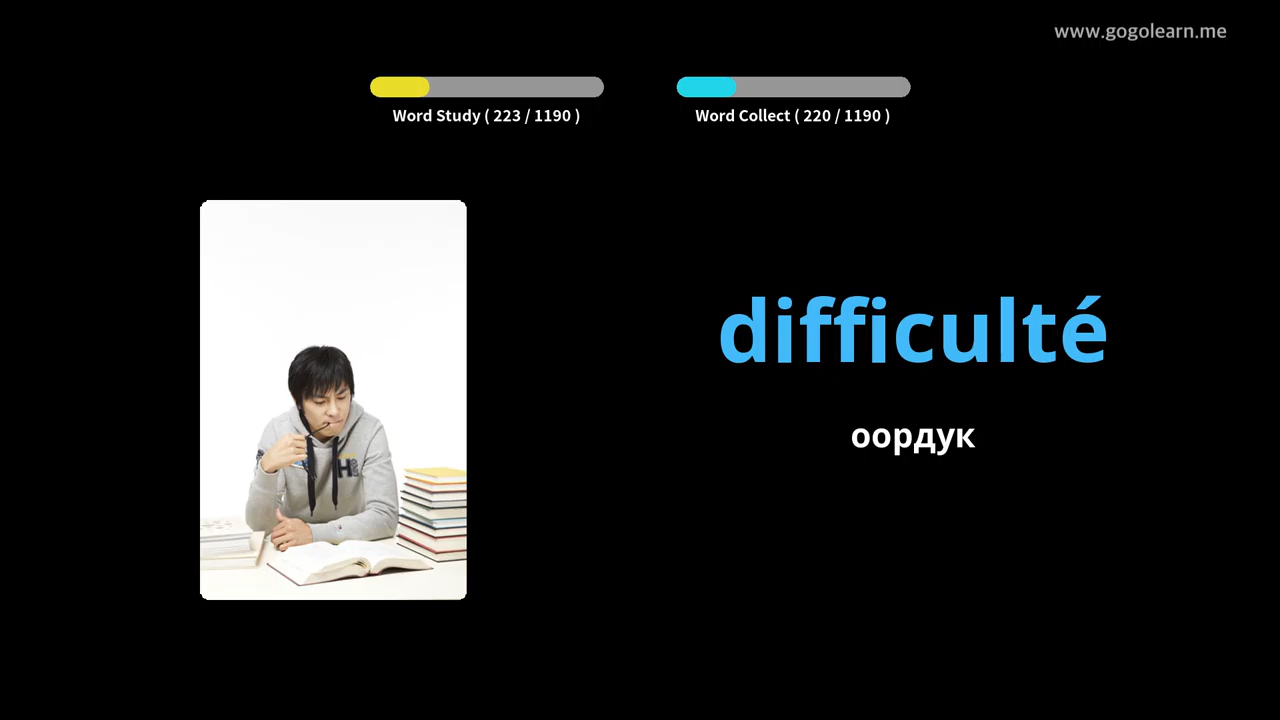 www.gogolearn.me
Word Study ( 223 / 1190 )
Word Collect ( 220 / 1190 )
difficulté
оордук